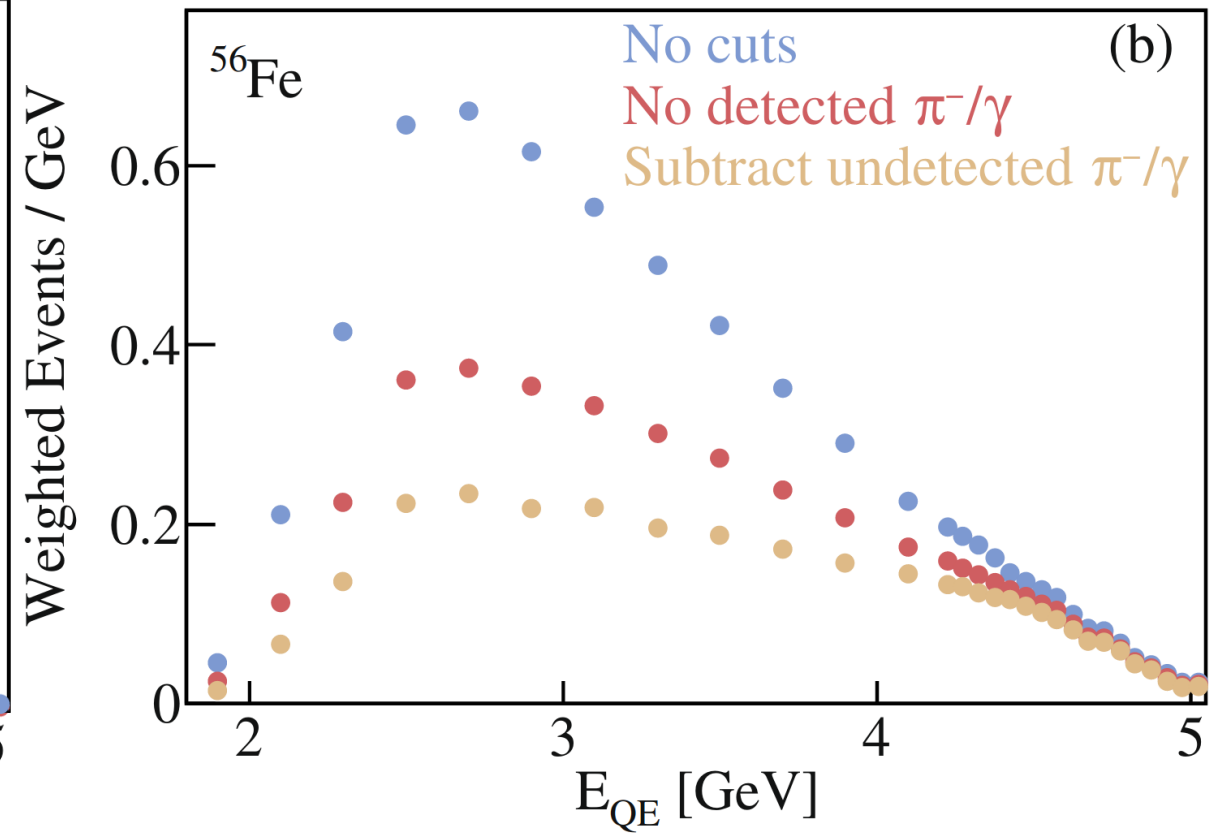 Weighted Events / GeV
⁵⁶Fe
(b)
No cuts
No detected π⁻/γ
Subtract undetected π⁻/γ
0.6
0.4
0.2
0
2
3
4
5
E_QE [GeV]